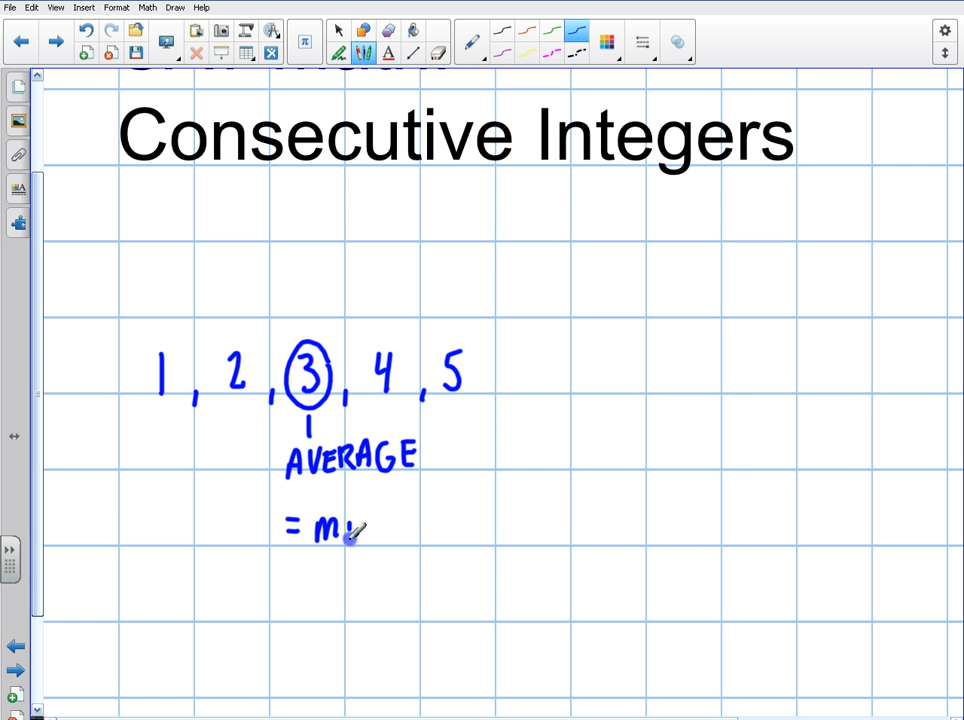 File Edit View Insert Format Math Draw Help
Consecutive Integers
1, 2, 3, 4, 5
AVERAGE
= m